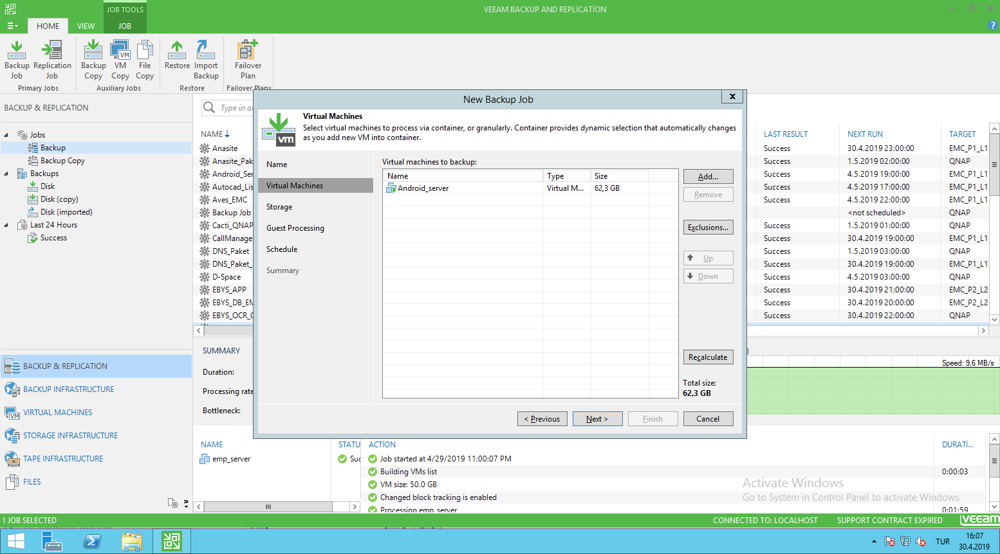 JOB TOOLS
VEEAM BACKUP AND REPLİCATİON
HOME
VIEW
JOB
Backup Job
Replication Job
Backup Copy
VM Copy
File Copy
Restore
Import Backup
Failover Plan
Primary Jobs
Auxiliary Jobs
Restore
Failover Plans
BACKUP & REPLICATION
Jobs
Backup
Backup Copy
Backups
Disk
Disk (copy)
Disk (imported)
Last 24 Hours
Success
BACKUP & REPLICATION
BACKUP INFRASTRUCTURE
VIRTUAL MACHINES
STORAGE INFRASTRUCTURE
TAPE INFRASTRUCTURE
FILES
Type in
NAME
Anasite
Anasite_Pak
Android_Ser
Autocad_Lis
Aves_EMC
Backup Job
Cacti_QNAP
CallManage
DNS_Paket
DNS_Paket_
D-Space
EBYS_APP
EBYS_DB_EM
EBYS_OCR_
LAST RESULT NEXT RUN TARGET
Success 30.4.2019 23:00:00 EMC_P1_L1
Success 1.5.2019 02:00:00 QNAP
Success 4.5.2019 19:00:00 EMC_P1_L1
Success 4.5.2019 17:00:00 EMC_P1_L1
Success 4.5.2019 22:00:00 EMC_P1_L1
<not scheduled> QNAP
Success 1.5.2019 01:00:00 QNAP
Success 30.4.2019 19:00:00 EMC_P1_L1
Success 1.5.2019 03:00:00 QNAP
Success 30.4.2019 19:00:00 EMC_P1_L1
Success 4.5.2019 03:00:00 QNAP
Success 30.4.2019 21:00:00 EMC_P2_L2
Success 30.4.2019 20:00:00 EMC_P2_L2
Success 30.4.2019 22:00:00 QNAP
New Backup Job
x
Virtual Machines
Select virtual machines to process via container, or granularly. Container provides dynamic selection that automatically changes
as you add new VM into container.
vm
Name
Virtual Machines
Storage
Guest Processing
Schedule
Summary
Virtual machines to backup:
Name Type Size
Android_server Virtual M... 62,3 GB
Add...
Remove
Exclusions...
Up
Down
Recalculate
Total size:
62,3 GB
< Previous
Next >
Finish
Cancel
SUMMARY
Duration:
Processing rate
Bottleneck:
Speed: 9,6 MB/s
NAME STATU ACTİON DURATİ...
emp_server Suc
Job started at 4/29/2019 11:00:07 PM
Building VMs list 0:00:03
VM size: 50.0 GB
Changed block tracking is enabled
Processing emp_server 0:01:59
Activate Windows
Go to System in Control Panel to activate Windows.
1 JOB SELECTED
CONNECTED TO: LOCALHOST
SUPPORT CONTRACT EXPİRED
veeam
TUR
16:07
30.4.2019